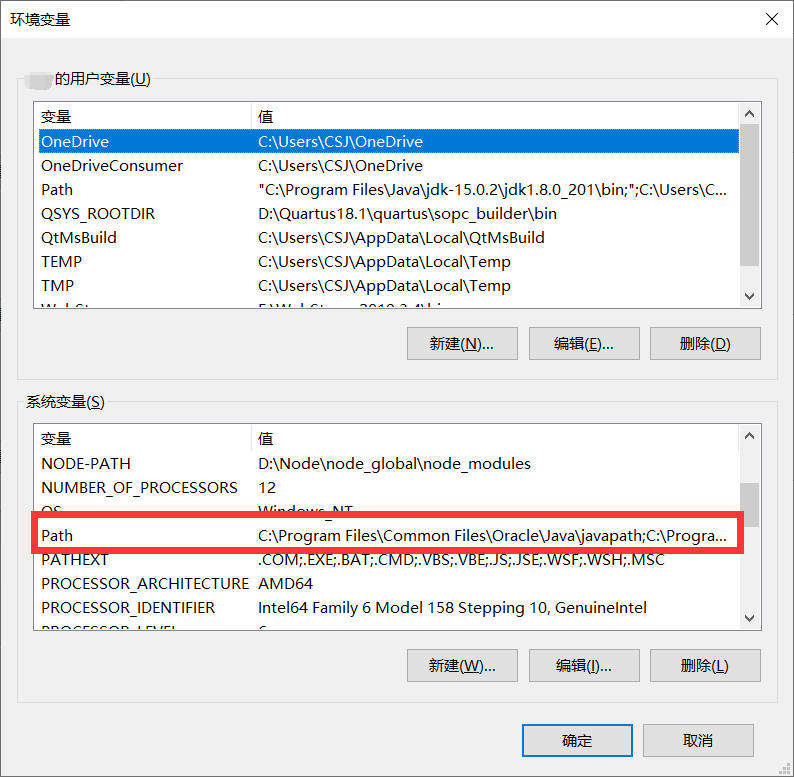 环境变量
的用户变量(U)
变量 值
OneDrive C:\Users\CSJ\OneDrive
OneDriveConsumer C:\Users\CSJ\OneDrive
Path "C:\Program Files\Java\jdk-15.0.2\jdk1.8.0_201\bin;";C:\Users\C...
QSYS_ROOTDIR D:\Quartus18.1\quartus\sopc_builder\bin
QtMsBuild C:\Users\CSJ\AppData\Local\QtMsBuild
TEMP C:\Users\CSJ\AppData\Local\Temp
TMP C:\Users\CSJ\AppData\Local\Temp
新建(N)... 编辑(E)... 删除(D)
系统变量(S)
变量 值
NODE-PATH D:\Node\node_global\node_modules
NUMBER_OF_PROCESSORS 12
OS Windows_NT
Path C:\Program Files\Common Files\Oracle\Java\javapath;C:\Progra...
PATHEXT .COM;.EXE;.BAT;.CMD;.VBS;.VBE;.JS;.JSE;.WSF;.WSH;.MSC
PROCESSOR_ARCHITECTURE AMD64
PROCESSOR_IDENTIFIER Intel64 Family 6 Model 158 Stepping 10, GenuineIntel
新建(W)... 编辑(I)... 删除(L)
确定 取消